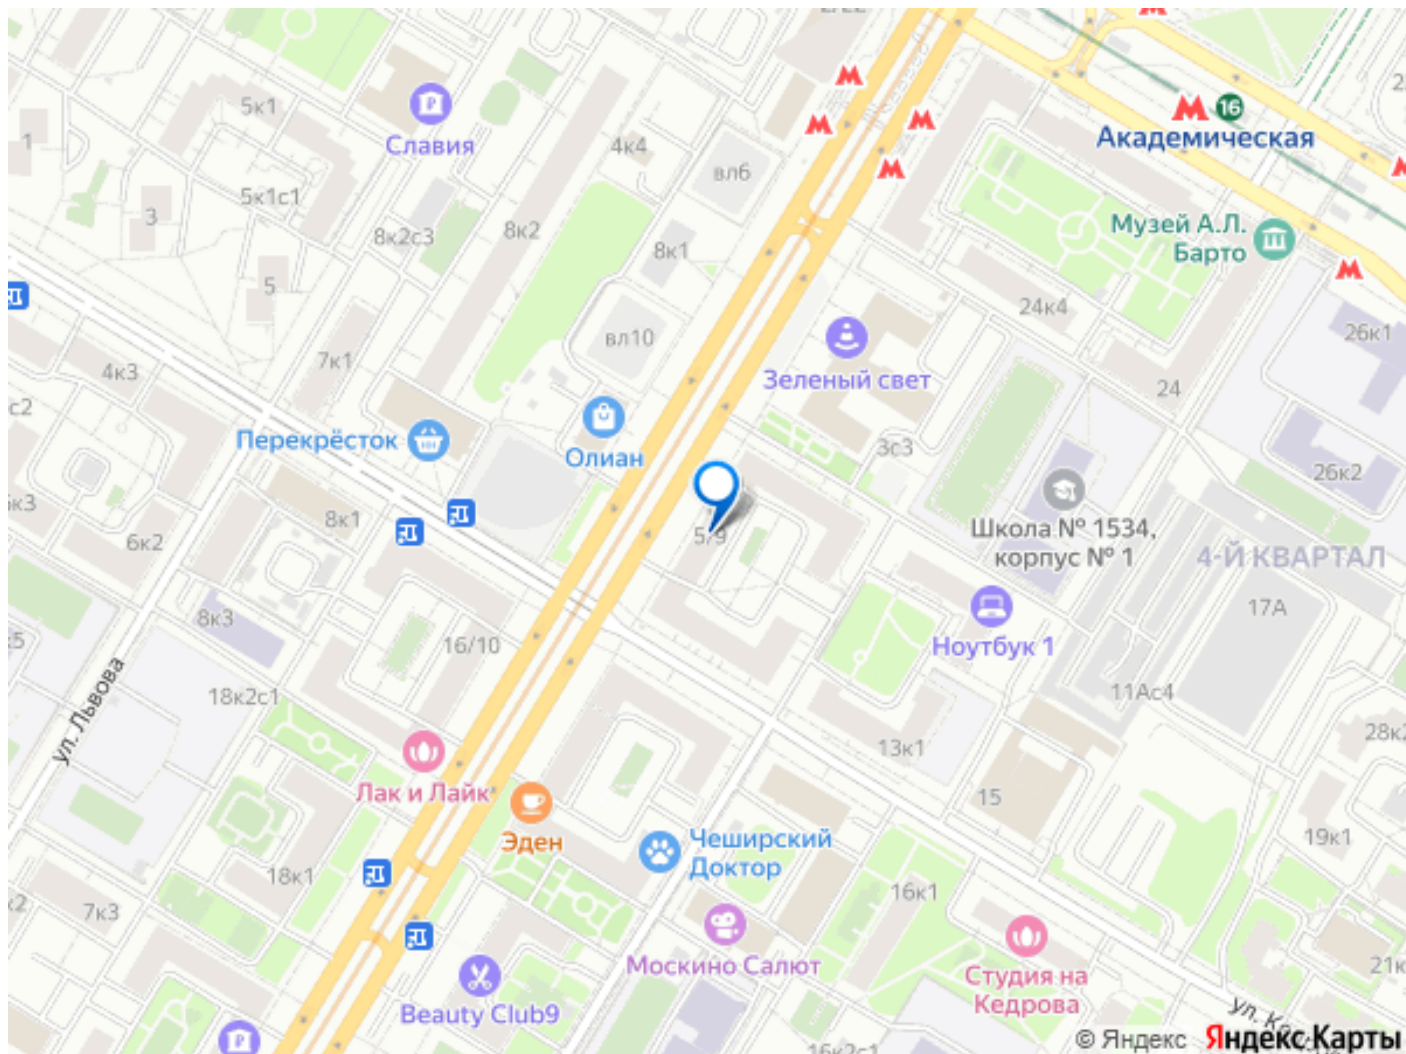 5к1
Славия
16
Академическая
1
4к4
вл6
5к1с1
3
8к2с3
8к2
8к1
Музей А.Л.
Барто
5
24к4
вл10
26к1
7к1
4к3
Зеленый свет
24
с2
Перекрёсток
Олиан
3с3
26к2
8к1
5/9
Школа № 1534,
корпус № 1
4-Й КВАРТАЛ
6к2
8к3
17А
16/10
Ноутбук 1
18к2с1
11Ас4
ул. Львова
13к1
Лак и Лайк
15
Эден
Чеширский
Доктор
19к1
18к1
16к1
7к3
Москино Салют
Студия на
Кедрова
Beauty Club9
© Яндекс
Яндекс Карты